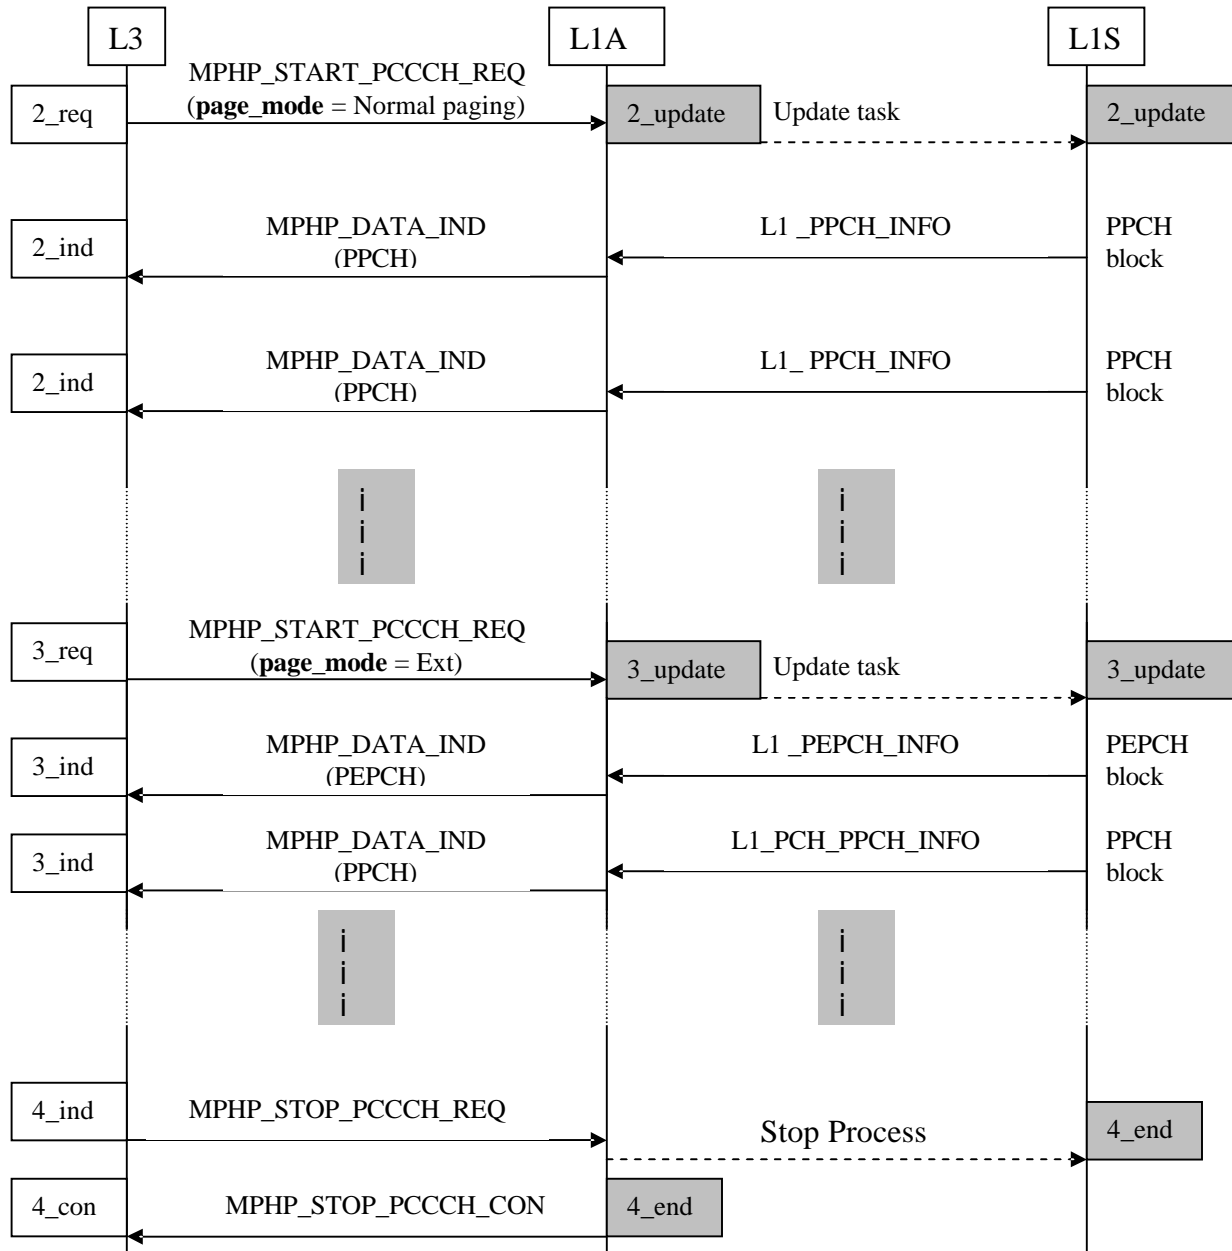 L3
L1A
L1S
MPHP_START_PCCCH_REQ
(page_mode = Normal paging)
2_req
2_update
Update task
2_update
MPHP_DATA_IND
(PPCH)
2_ind
L1 _PPCH_INFO
PPCH
block
MPHP_DATA_IND
(PPCH)
2_ind
L1_ PPCH_INFO
PPCH
block
i
i
i
i
i
i
MPHP_START_PCCCH_REQ
(page_mode = Ext)
3_req
3_update
Update task
3_update
MPHP_DATA_IND
(PEPCH)
3_ind
L1 _PEPCH_INFO
PEPCH
block
MPHP_DATA_IND
(PPCH)
3_ind
L1_PCH_PPCH_INFO
PPCH
block
i
i
i
i
i
i
4_ind
MPHP_STOP_PCCCH_REQ
Stop Process
4_end
4_con
MPHP_STOP_PCCCH_CON
4_end